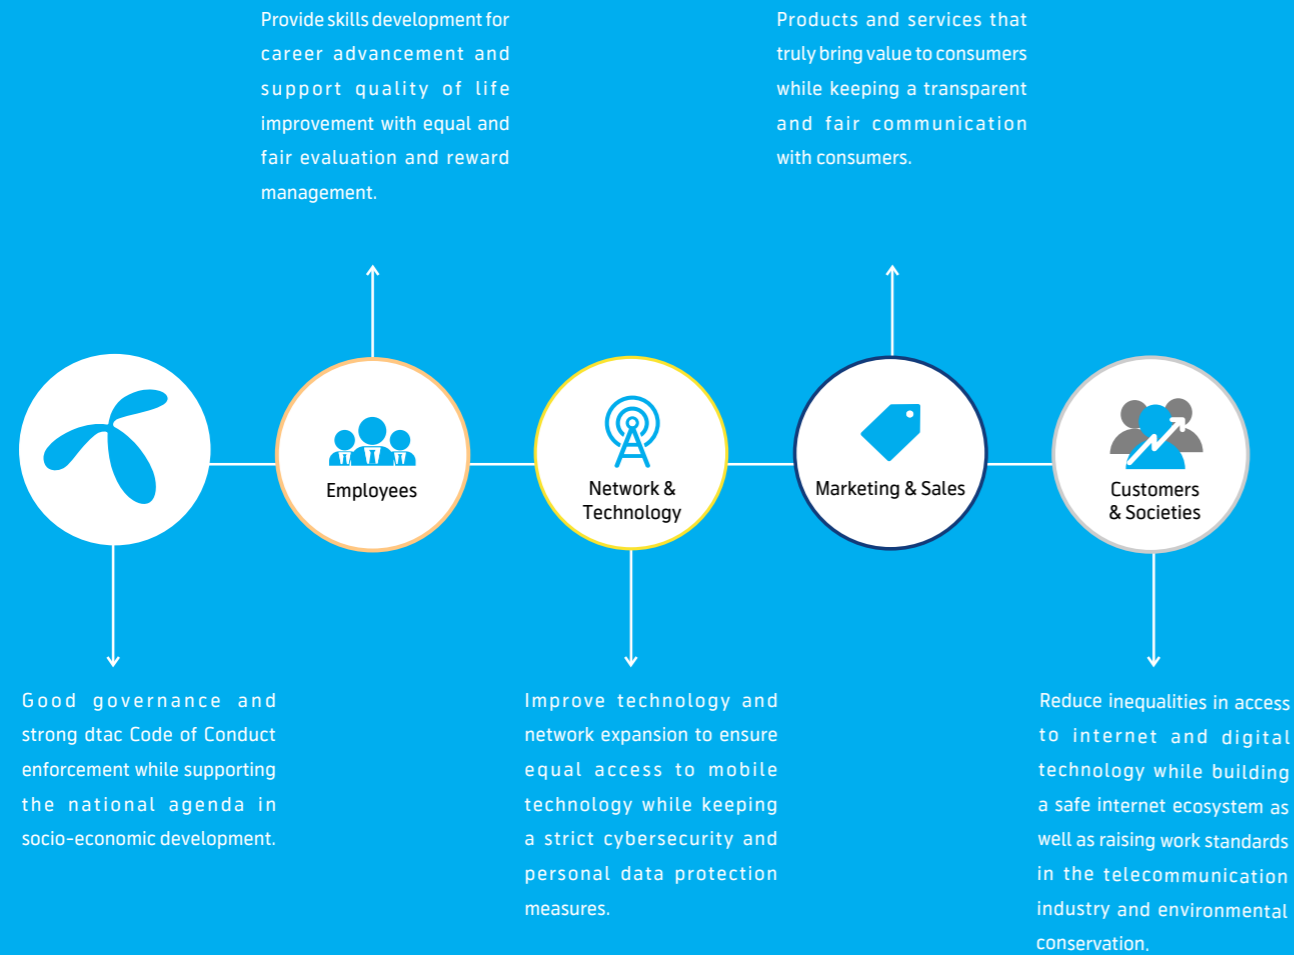 Provide skills development for
career advancement and
support quality of life
improvement with equal and
fair evaluation and reward
management.
Products and services that
truly bring value to consumers
while keeping a transparent
and fair communication
with consumers.
Employees
Network &
Technology
Marketing & Sales
Customers
& Societies
Good governance and
strong dtac Code of Conduct
enforcement while supporting
the national agenda in
socio-economic development.
Improve technology and
network expansion to ensure
equal access to mobile
technology while keeping
a strict cybersecurity and
personal data protection
measures.
Reduce inequalities in access
to internet and digital
technology while building
a safe internet ecosystem as
well as raising work standards
in the telecommunication
industry and environmental
conservation.